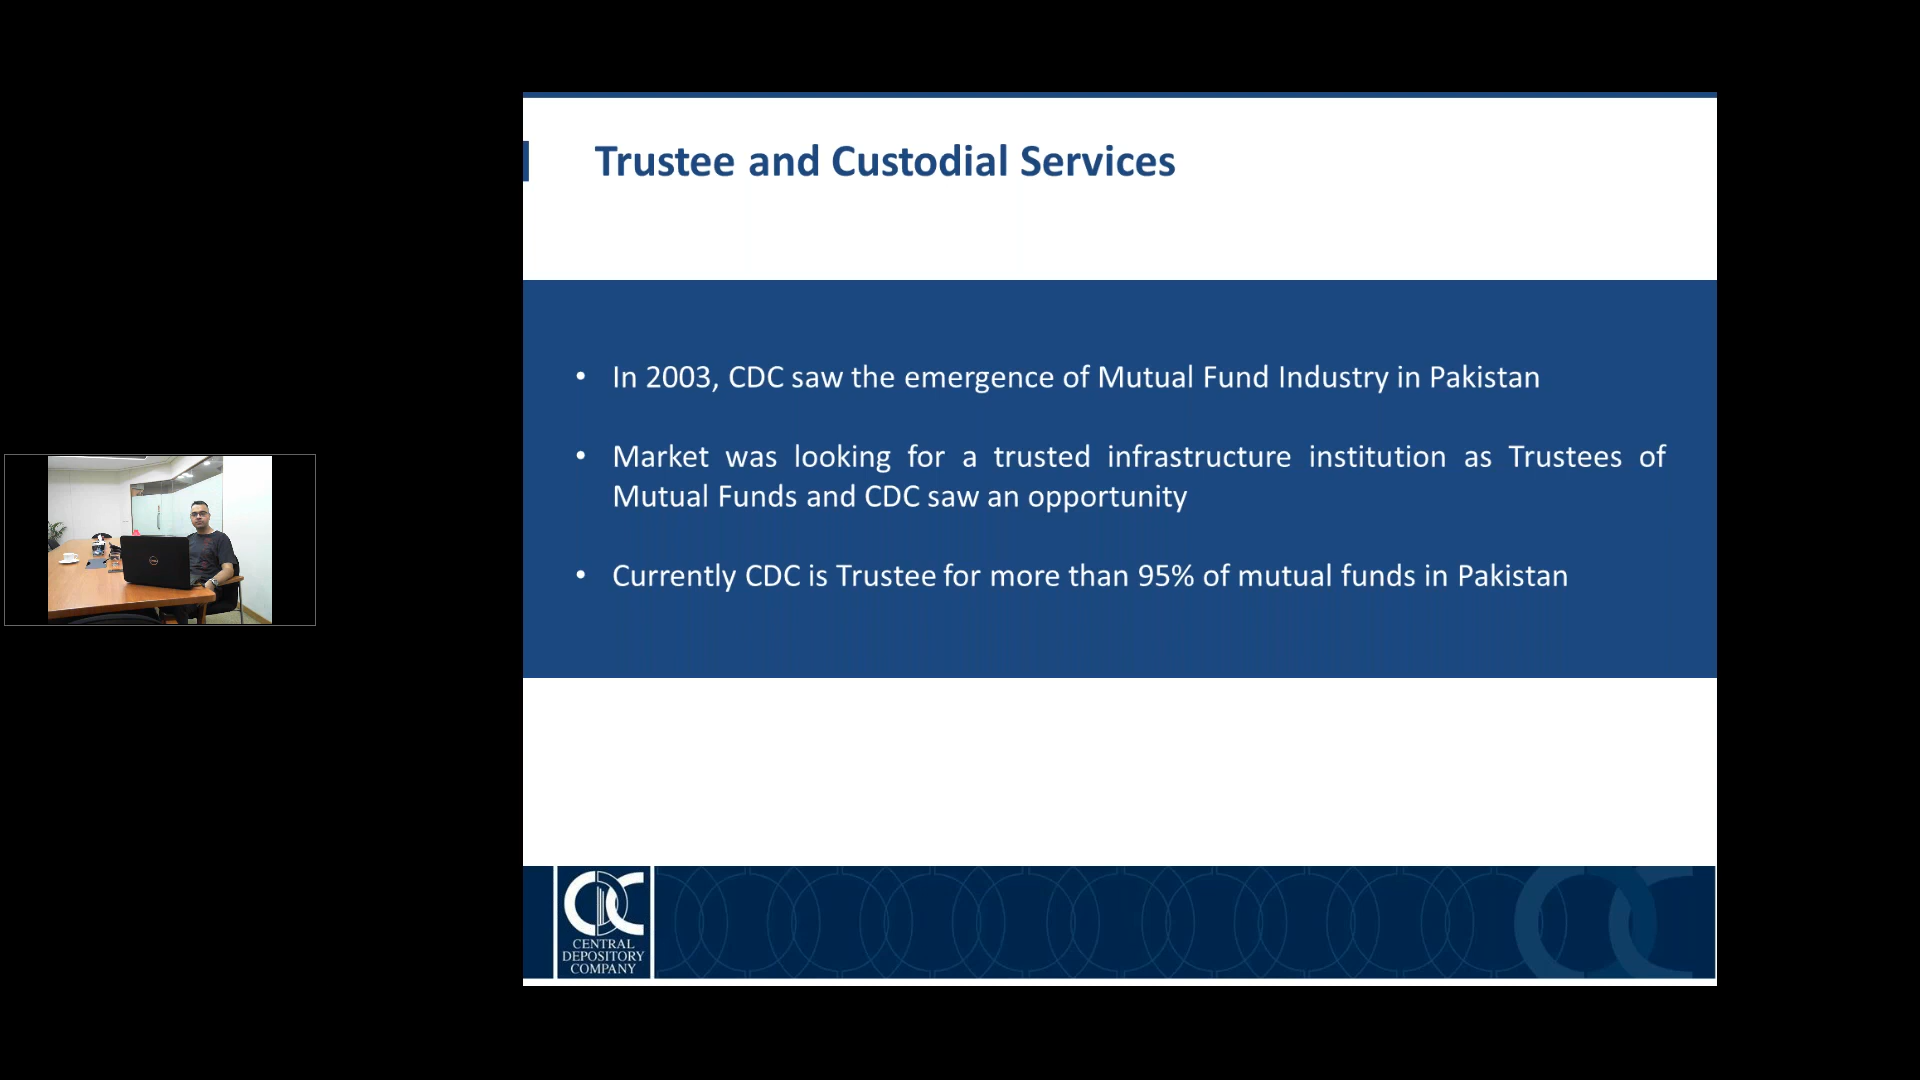 Trustee and Custodial Services
• In 2003, CDC saw the emergence of Mutual Fund Industry in Pakistan
• Market was looking for a trusted infrastructure institution as Trustees of
Mutual Funds and CDC saw an opportunity
• Currently CDC is Trustee for more than 95% of mutual funds in Pakistan
CDC
CENTRAL
DEPOSITORY
COMPANY